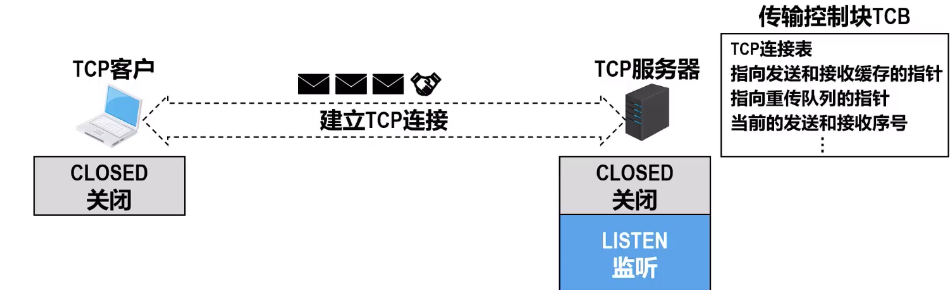 传输控制块TCB
TCP连接表
指向发送和接收缓存的指针
指向重传队列的指针
当前的发送和接收序号
⋮
TCP客户
TCP服务器
建立TCP连接
CLOSED
关闭
CLOSED
关闭
LISTEN
监听